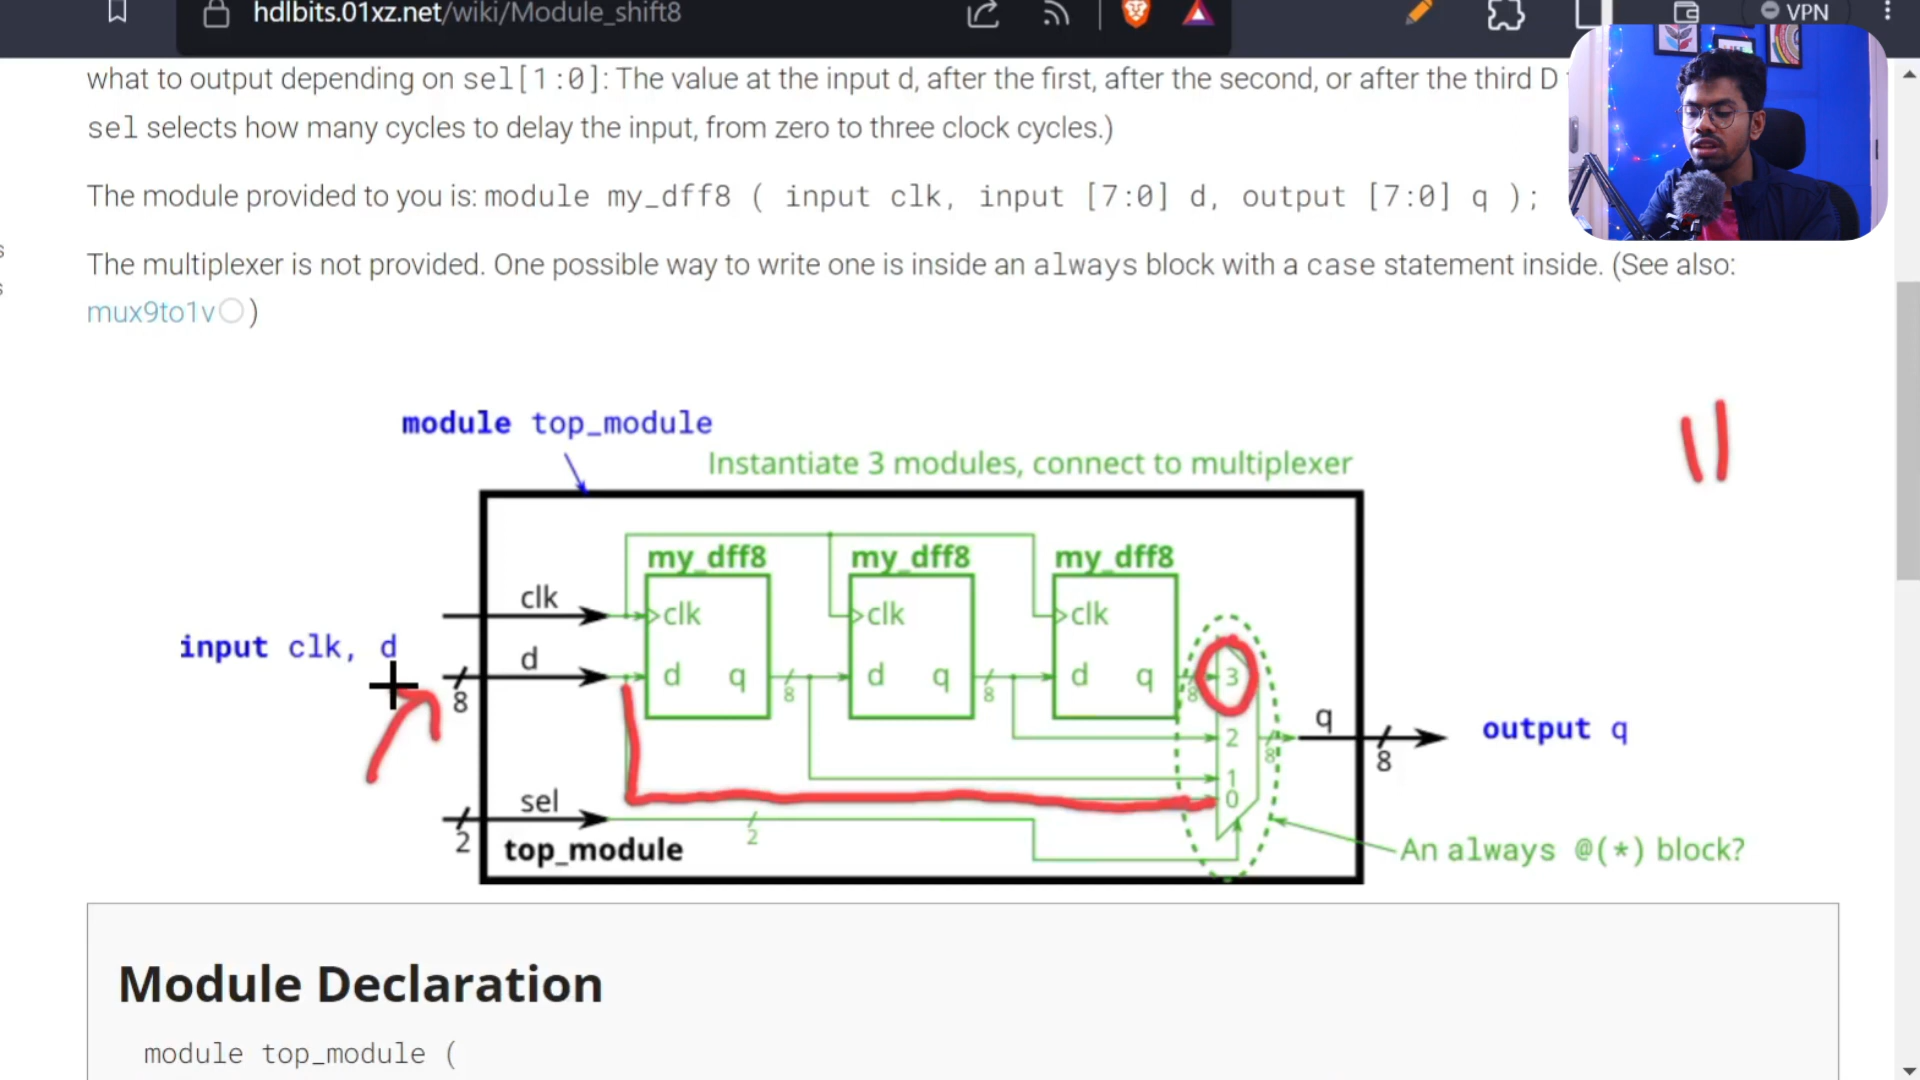 hdlbits.01xz.net/wiki/Module_shift8
VPN
what to output depending on sel[1:0]: The value at the input d, after the first, after the second, or after the third D
sel selects how many cycles to delay the input, from zero to three clock cycles.)
The module provided to you is: module my_dff8 ( input clk, input [7:0] d, output [7:0] q );
The multiplexer is not provided. One possible way to write one is inside an always block with a case statement inside. (See also:
mux9to1v )
module top_module
11
Instantiate 3 modules, connect to multiplexer
my_dff8 my_dff8 my_dff8
clk clk clk clk
input clk, d
d d q d q d q 3
8 8 8 8
q 2 output q
8 8
1
sel 0
2 2
top_module
An always @(*) block?
Module Declaration
module top_module (